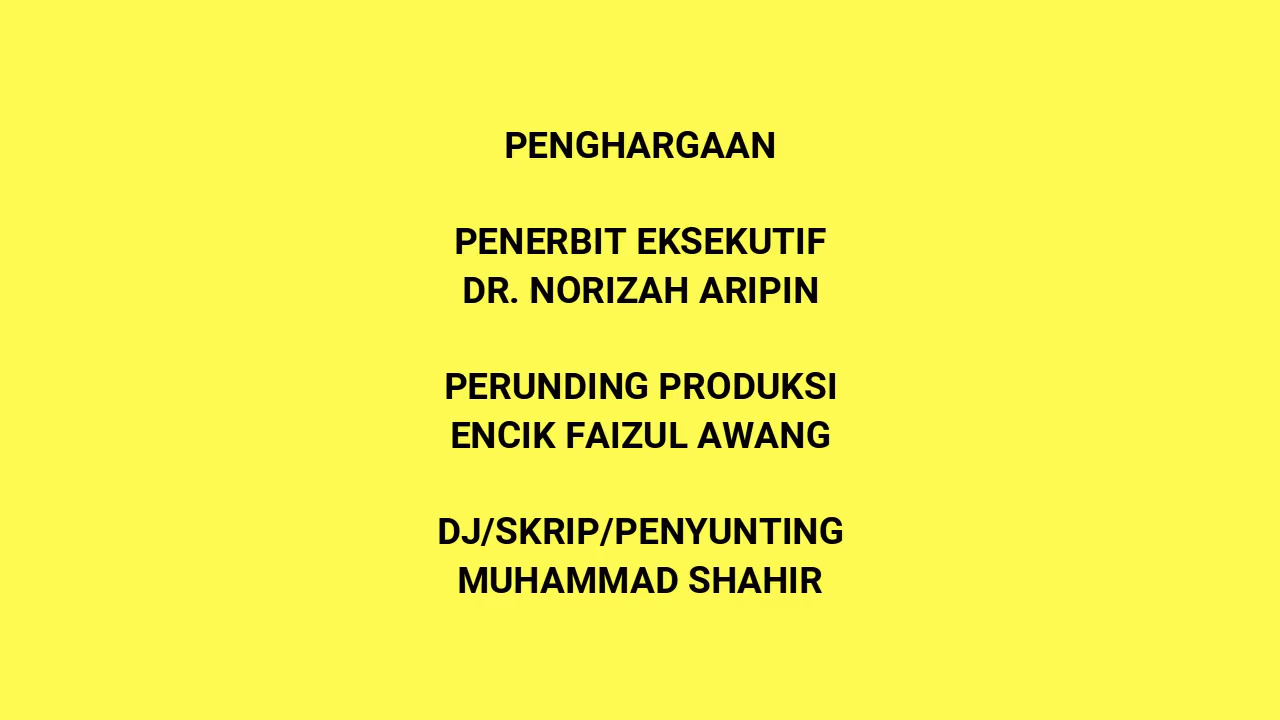 PENGHARGAAN
PENERBIT EKSEKUTIF
DR. NORIZAH ARIPIN
PERUNDING PRODUKSI
ENCIK FAIZUL AWANG
DJ/SKRIP/PENYUNTING
MUHAMMAD SHAHIR